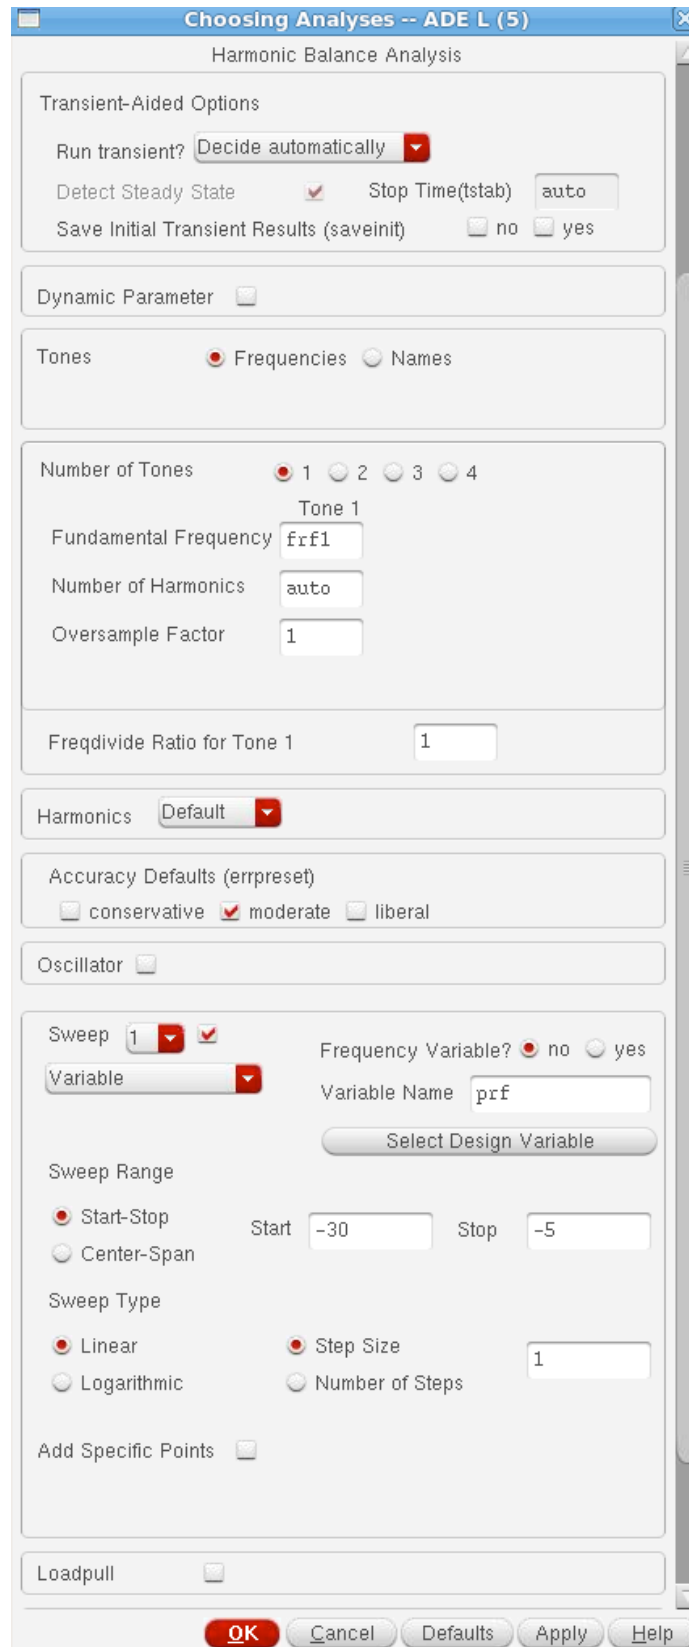 Choosing Analyses -- ADE L (5)
Harmonic Balance Analysis
Transient-Aided Options
Run transient? Decide automatically
Detect Steady State Stop Time(tstab) auto
Save Initial Transient Results (saveinit) no yes
Dynamic Parameter
Tones Frequencies Names
Number of Tones 1 2 3 4
Tone 1
Fundamental Frequency frf1
Number of Harmonics auto
Oversample Factor 1
Freqdivide Ratio for Tone 1 1
Harmonics Default
Accuracy Defaults (errpreset)
conservative moderate liberal
Oscillator
Sweep 1 Frequency Variable? no yes
Variable Variable Name prf
Select Design Variable
Sweep Range
Start-Stop Start -30 Stop -5
Center-Span
Sweep Type
Linear Step Size 1
Logarithmic Number of Steps
Add Specific Points
Loadpull
OK Cancel Defaults Apply Help